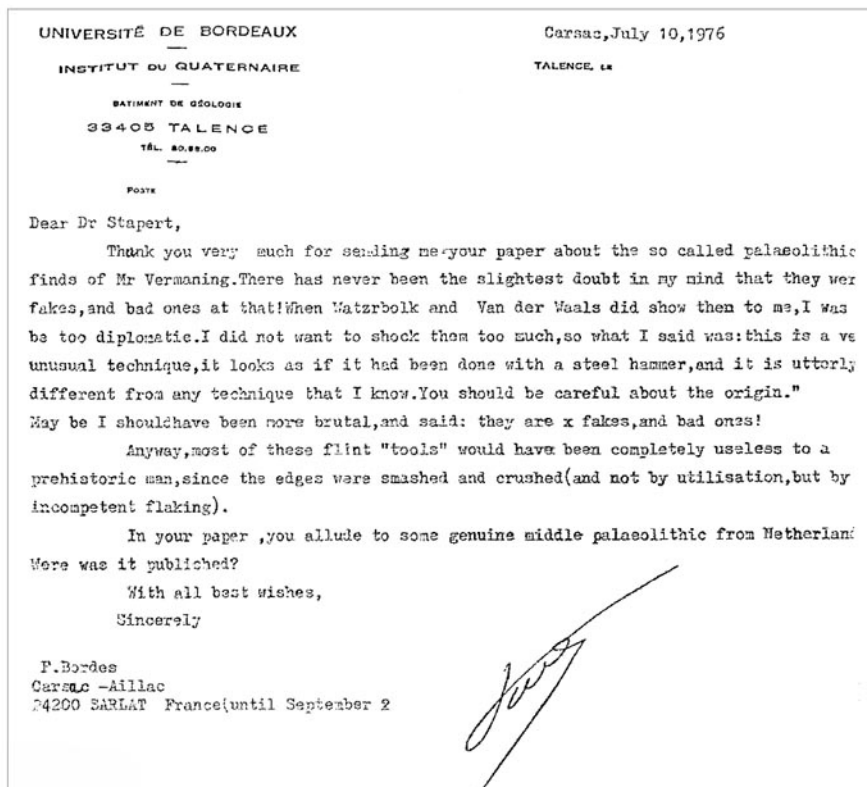 UNIVERSITÉ DE BORDEAUX
INSTITUT DU QUATERNAIRE
BATIMENT DE GÉOLOGIE
33405 TALENCE
TÉL. 80.88.00
POSTE
Carsac,July 10,1976
TALENCE, LE
Dear Dr Stapert,
Thank you very much for sending me your paper about the so called palaeolithic
finds of Mr Vermaning.There has never been the slightest doubt in my mind that they wer
fakes,and bad ones at that!When Watzrbolk and Van der Waals did show then to me,I was
be too diplomatic.I did not want to shock them too much,so what I said was:this is a ve
unusual technique,it looks as if it had been done with a steel hammer,and it is utterly
different from any technique that I know.You should be careful about the origin."
May be I shouldhave been more brutal,and said: they are x fakes,and bad ones!
Anyway,most of these flint "tools" would have been completely useless to a
prehistoric man,since the edges were smashed and crushed(and not by utilisation,but by
incompetent flaking).
In your paper ,you allude to some genuine middle palaeolithic from Netherland
Were was it published?
With all best wishes,
Sincerely
F.Bordes
Carsac -Aillac
24200 SARLAT France(until September 2